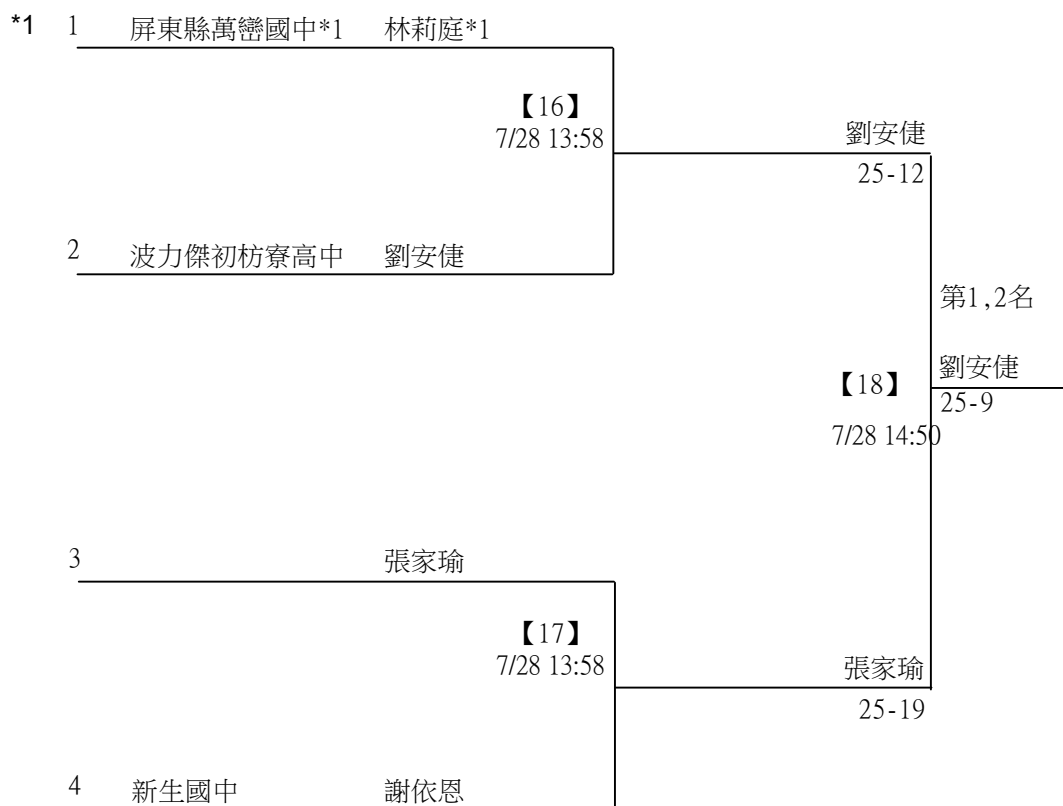 *1 1 屏東縣萬巒國中*1 林莉庭*1
【16】
7/28 13:58
劉安倢
25-12
2 波力傑初枋寮高中 劉安倢
第1,2名
劉安倢
【18】
25-9
7/28 14:50
3 張家瑜
【17】
7/28 13:58
張家瑜
25-19
4 新生國中 謝依恩